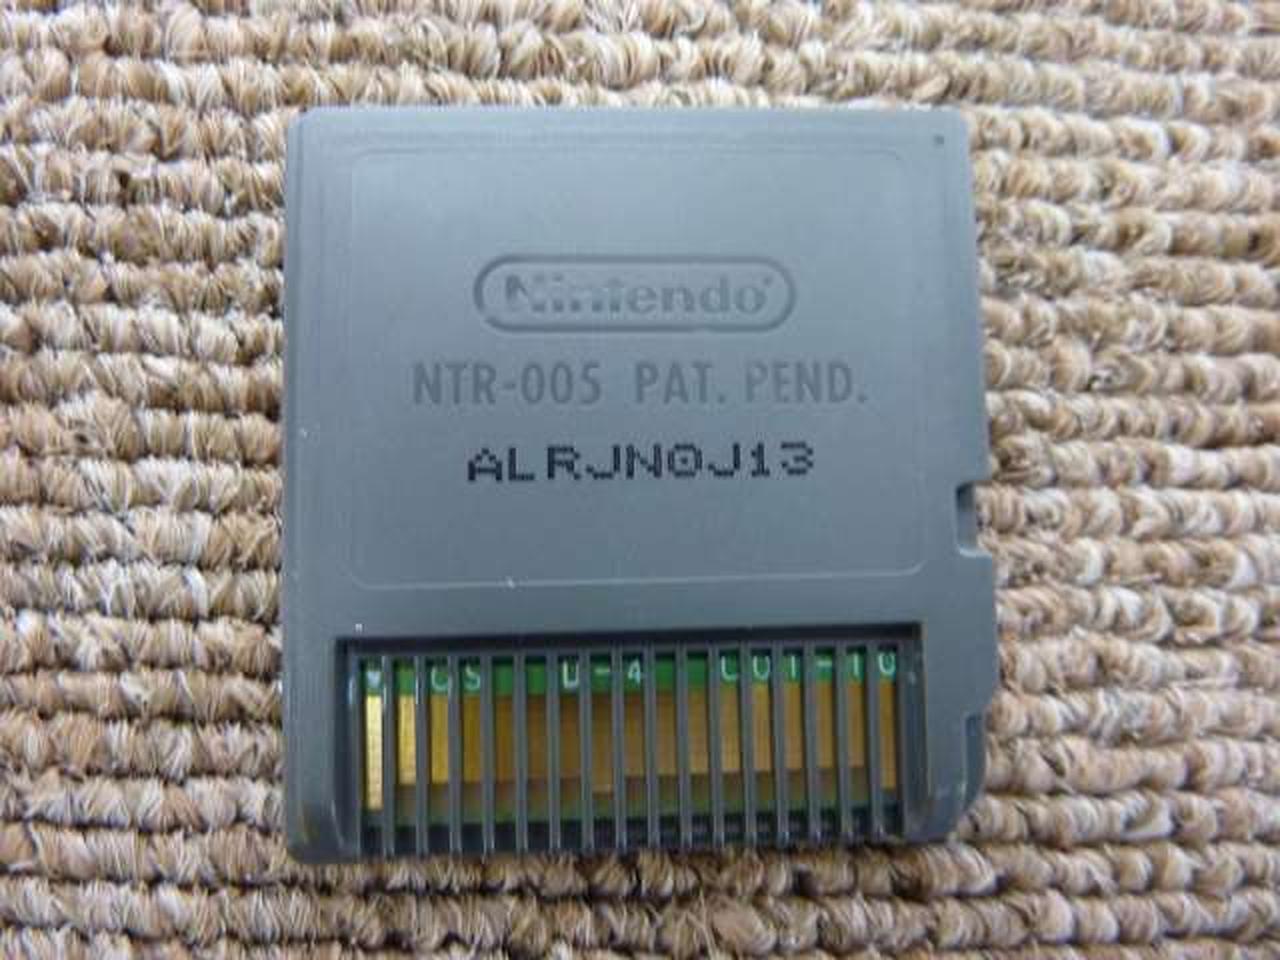 Nintendo®
NTR-005 PAT. PEND.
ALRJN0J13